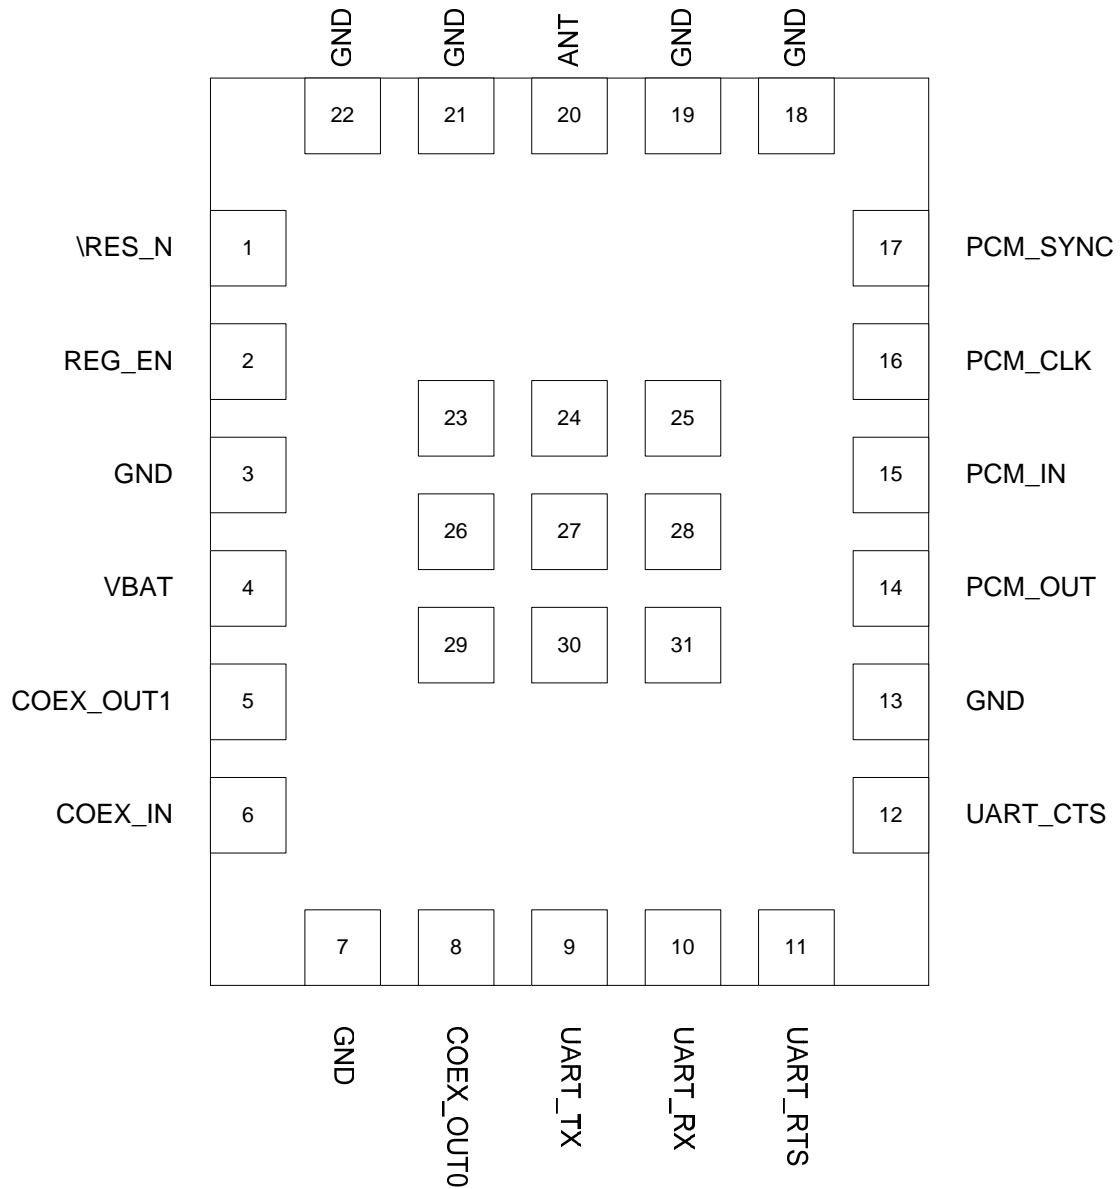 GND GND ANT GND GND
22 21 20 19 18
\RES_N 1 17 PCM_SYNC
REG_EN 2 16 PCM_CLK
23 24 25
GND 3 15 PCM_IN
26 27 28
VBAT 4 14 PCM_OUT
29 30 31
COEX_OUT1 5 13 GND
COEX_IN 6 12 UART_CTS
7 8 9 10 11
GND COEX_OUT0 UART_TX UART_RX UART_RTS